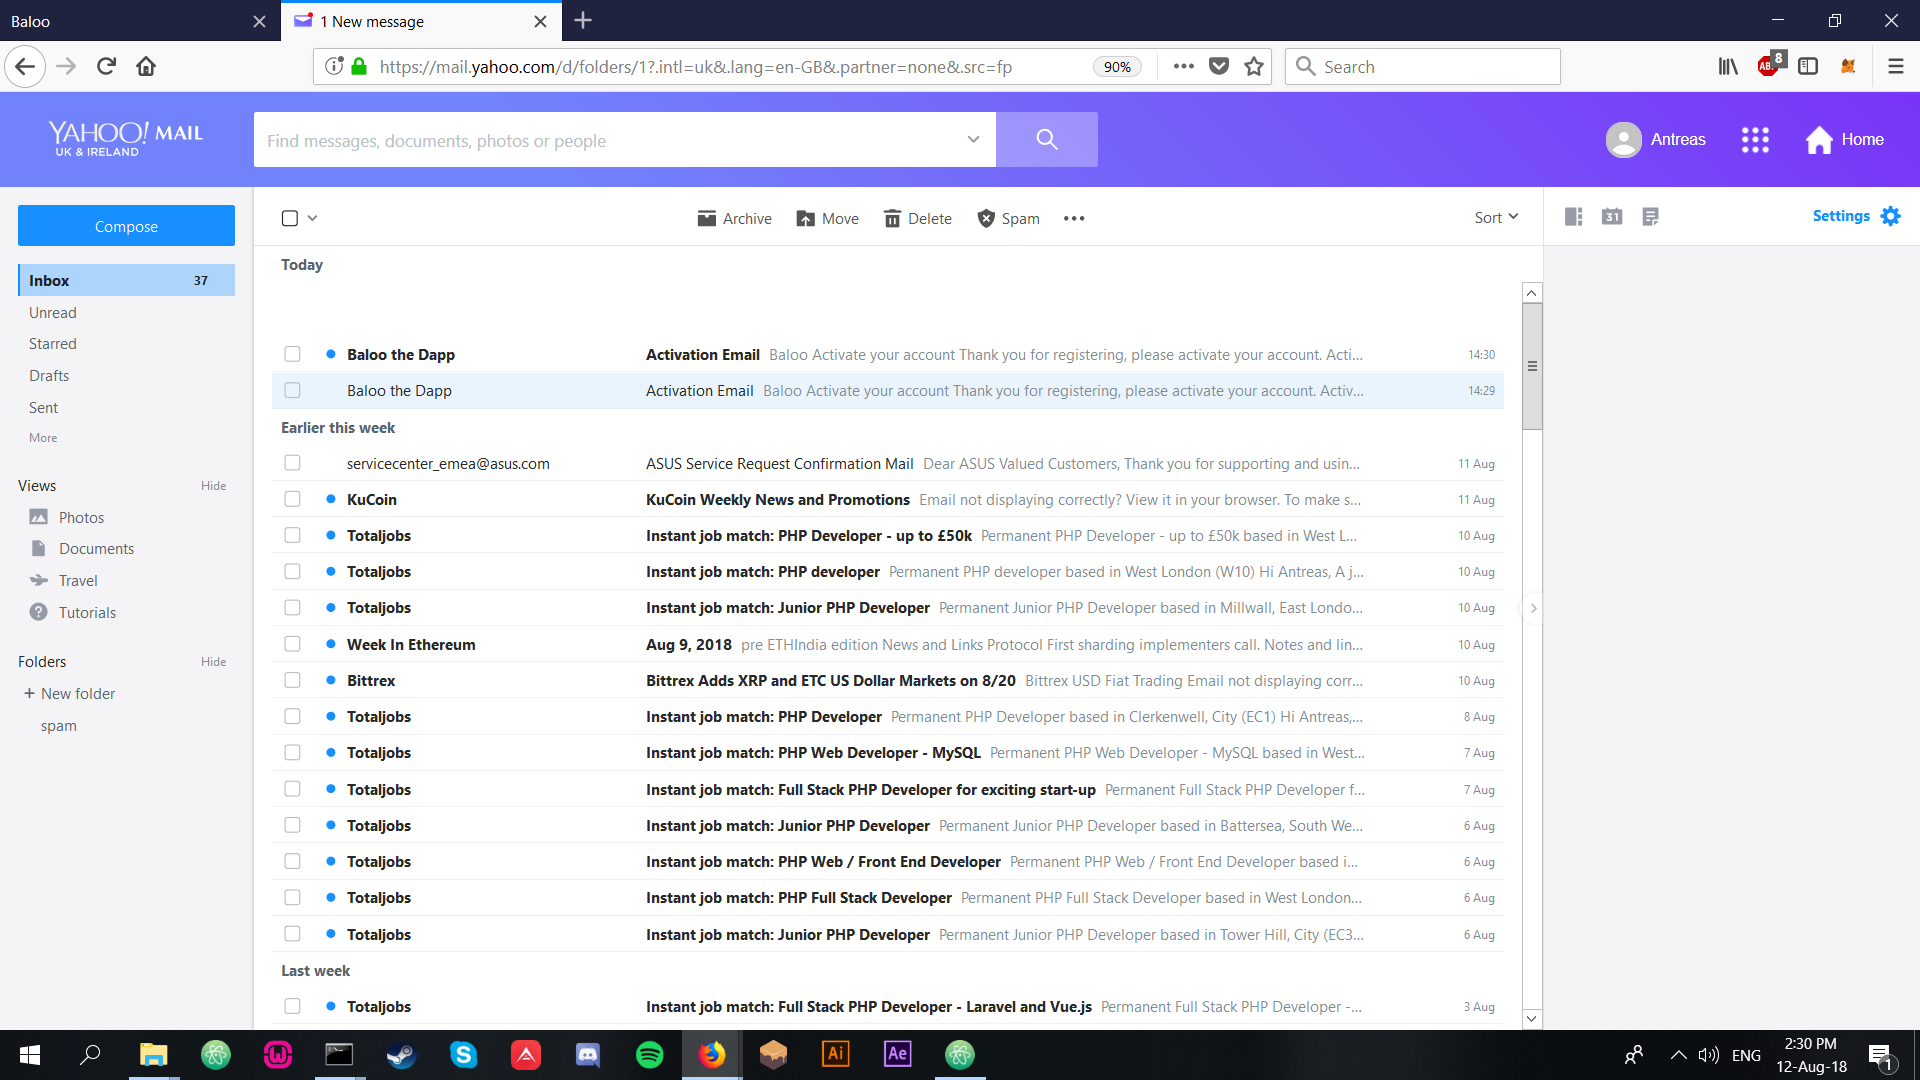 Baloo
1 New message
https://mail.yahoo.com/d/folders/1?.intl=uk&.lang=en-GB&.partner=none&.src=fp
90%
Search
ABP
8
YAHOO! MAIL
UK & IRELAND
Find messages, documents, photos or people
Antreas
Home
Compose
Archive
Move
Delete
Spam
Sort
31
Settings
Inbox 37
Unread
Starred
Drafts
Sent
More
Views Hide
Photos
Documents
Travel
Tutorials
Folders Hide
+ New folder
spam
Today
Baloo the Dapp Activation Email Baloo Activate your account Thank you for registering, please activate your account. Acti... 14:30
Baloo the Dapp Activation Email Baloo Activate your account Thank you for registering, please activate your account. Activ... 14:29
Earlier this week
servicecenter_emea@asus.com ASUS Service Request Confirmation Mail Dear ASUS Valued Customers, Thank you for supporting and usin... 11 Aug
KuCoin KuCoin Weekly News and Promotions Email not displaying correctly? View it in your browser. To make s... 11 Aug
Totaljobs Instant job match: PHP Developer - up to £50k Permanent PHP Developer - up to £50k based in West L... 10 Aug
Totaljobs Instant job match: PHP developer Permanent PHP developer based in West London (W10) Hi Antreas, A j... 10 Aug
Totaljobs Instant job match: Junior PHP Developer Permanent Junior PHP Developer based in Millwall, East Londo... 10 Aug
Week In Ethereum Aug 9, 2018 pre ETHIndia edition News and Links Protocol First sharding implementers call. Notes and lin... 10 Aug
Bittrex Bittrex Adds XRP and ETC US Dollar Markets on 8/20 Bittrex USD Fiat Trading Email not displaying corr... 10 Aug
Totaljobs Instant job match: PHP Developer Permanent PHP Developer based in Clerkenwell, City (EC1) Hi Antreas,... 8 Aug
Totaljobs Instant job match: PHP Web Developer - MySQL Permanent PHP Web Developer - MySQL based in West... 7 Aug
Totaljobs Instant job match: Full Stack PHP Developer for exciting start-up Permanent Full Stack PHP Developer f... 7 Aug
Totaljobs Instant job match: Junior PHP Developer Permanent Junior PHP Developer based in Battersea, South We... 6 Aug
Totaljobs Instant job match: PHP Web / Front End Developer Permanent PHP Web / Front End Developer based i... 6 Aug
Totaljobs Instant job match: PHP Full Stack Developer Permanent PHP Full Stack Developer based in West London... 6 Aug
Totaljobs Instant job match: Junior PHP Developer Permanent Junior PHP Developer based in Tower Hill, City (EC3... 6 Aug
Last week
Totaljobs Instant job match: Full Stack PHP Developer - Laravel and Vue.js Permanent Full Stack PHP Developer -... 3 Aug
Ai
Ae
ENG
2:30 PM
12-Aug-18
1